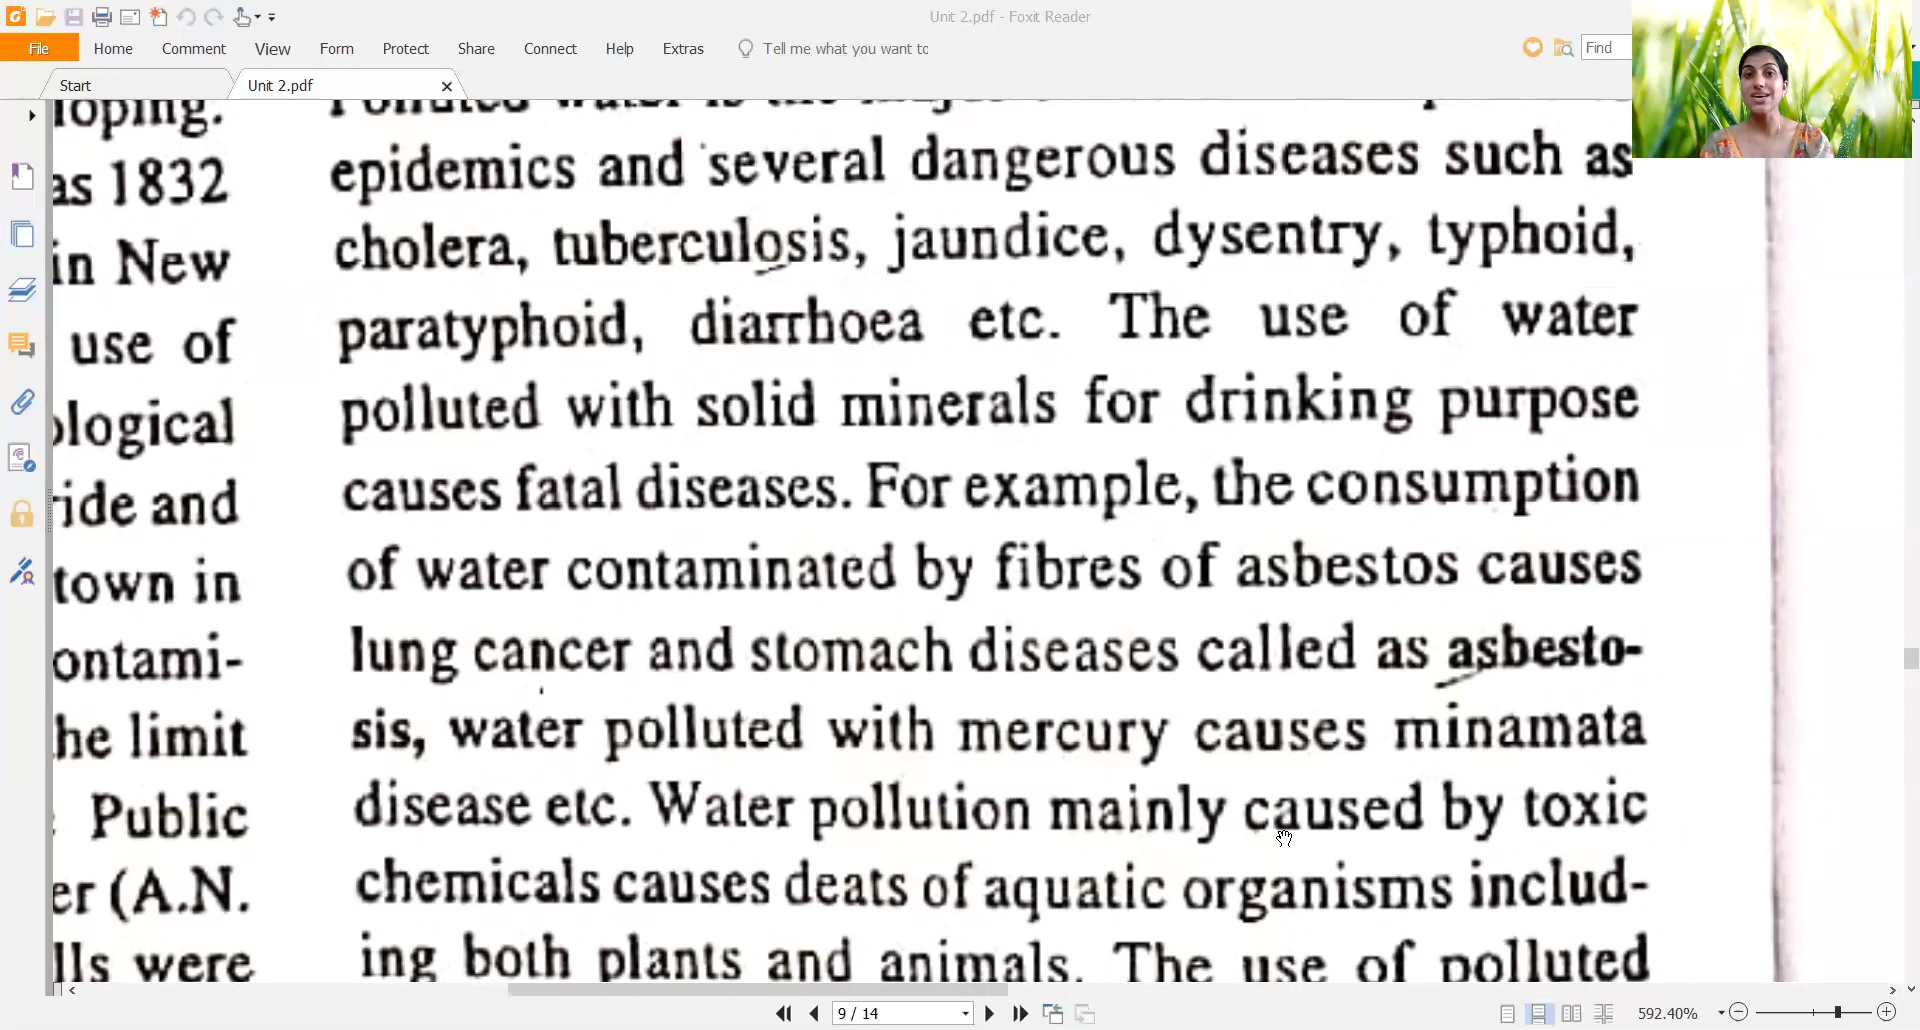 Unit 2.pdf - Foxit Reader
File Home Comment View Form Protect Share Connect Help Extras Tell me what you want to Find
Start Unit 2.pdf
loping.
as 1832
in New
use of
ological
ride and
town in
ontami-
he limit
Public
er (A.N.
lls were
Polluted water is the
epidemics and several dangerous diseases such as
cholera, tuberculosis, jaundice, dysentry, typhoid,
paratyphoid, diarrhoea etc. The use of water
polluted with solid minerals for drinking purpose
causes fatal diseases. For example, the consumption
of water contaminated by fibres of asbestos causes
lung cancer and stomach diseases called as asbesto-
sis, water polluted with mercury causes minamata
disease etc. Water pollution mainly caused by toxic
chemicals causes deats of aquatic organisms includ-
ing both plants and animals. The use of polluted
9 / 14
592.40%